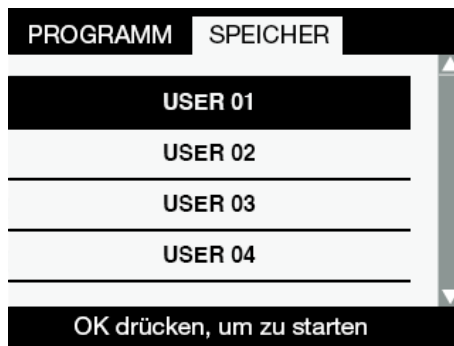 PROGRAMM SPEICHER
USER 01
USER 02
USER 03
USER 04
OK drücken, um zu starten